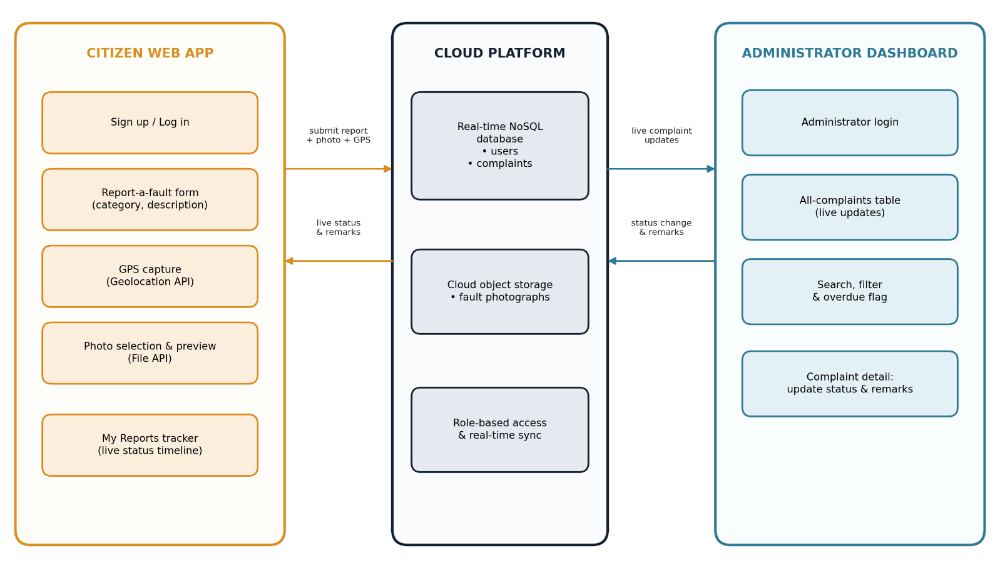 CITIZEN WEB APP
Sign up / Log in
Report-a-fault form
(category, description)
GPS capture
(Geolocation API)
Photo selection & preview
(File API)
My Reports tracker
(live status timeline)
submit report
+ photo + GPS
live status
& remarks
CLOUD PLATFORM
Real-time NoSQL
database
• users
• complaints
Cloud object storage
• fault photographs
Role-based access
& real-time sync
live complaint
updates
status change
& remarks
ADMINISTRATOR DASHBOARD
Administrator login
All-complaints table
(live updates)
Search, filter
& overdue flag
Complaint detail:
update status & remarks